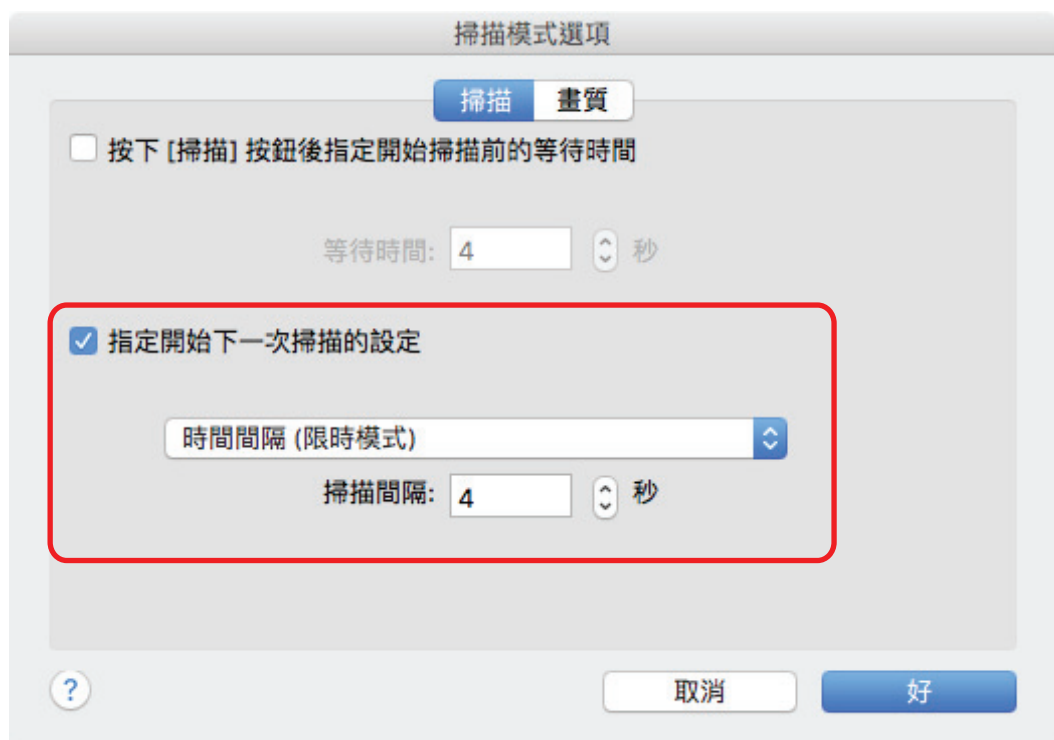 掃描模式選項
掃描 畫質
按下 [掃描] 按鈕後指定開始掃描前的等待時間
等待時間: 4 秒
指定開始下一次掃描的設定
時間間隔 (限時模式)
掃描間隔: 4 秒
? 取消 好